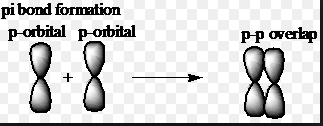 pi bond formation
p-orbital p-orbital p-p overlap
+